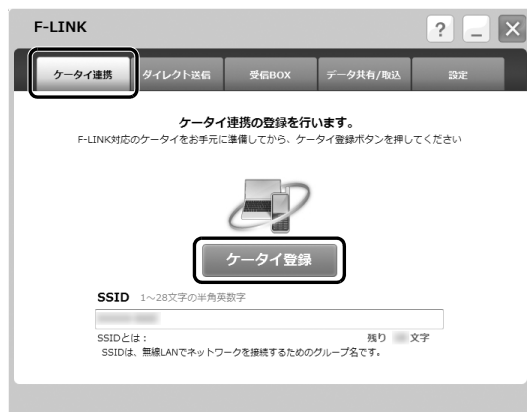 F-LINK
ケータイ連携 ダイレクト送信 受信BOX データ共有/取込 設定
ケータイ連携の登録を行います。
F-LINK対応のケータイをお手元に準備してから、ケータイ登録ボタンを押してください
ケータイ登録
SSID 1～28文字の半角英数字
SSIDとは： 残り 文字
SSIDは、無線LANでネットワークを接続するためのグループ名です。